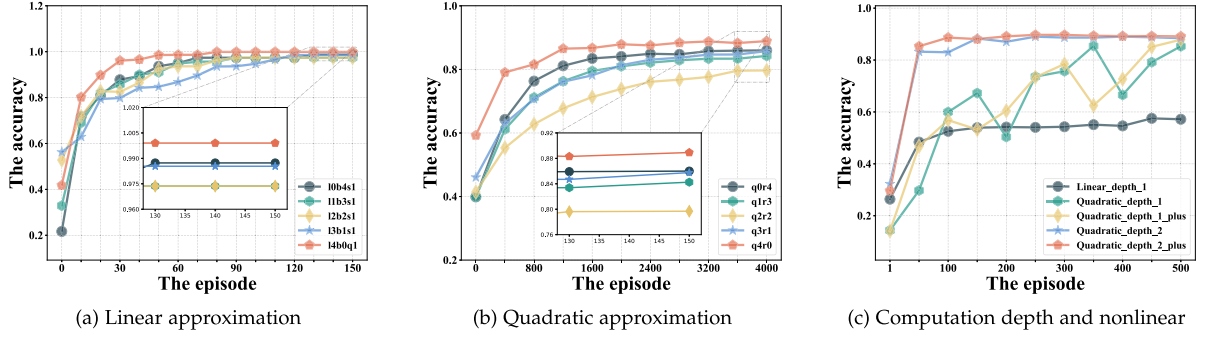 1.2
1.0
0.8
0.6
0.4
0.2
The accuracy
1.020
1.005
0.990
0.975
0.960
130 135 140 145 150
l0b4s1
l1b3s1
l2b2s1
l3b1s1
l4b0q1
0 30 60 90 120 150
The episode
(a) Linear approximation
1.0
0.8
0.6
0.4
0.2
The accuracy
0.92
0.88
0.84
0.80
0.76
130 135 140 145 150
q0r4
q1r3
q2r2
q3r1
q4r0
0 800 1600 2400 3200 4000
The episode
(b) Quadratic approximation
1.0
0.8
0.6
0.4
0.2
The accuracy
Linear_depth_1
Quadratic_depth_1
Quadratic_depth_1_plus
Quadratic_depth_2
Quadratic_depth_2_plus
1 100 200 300 400 500
The episode
(c) Computation depth and nonlinear